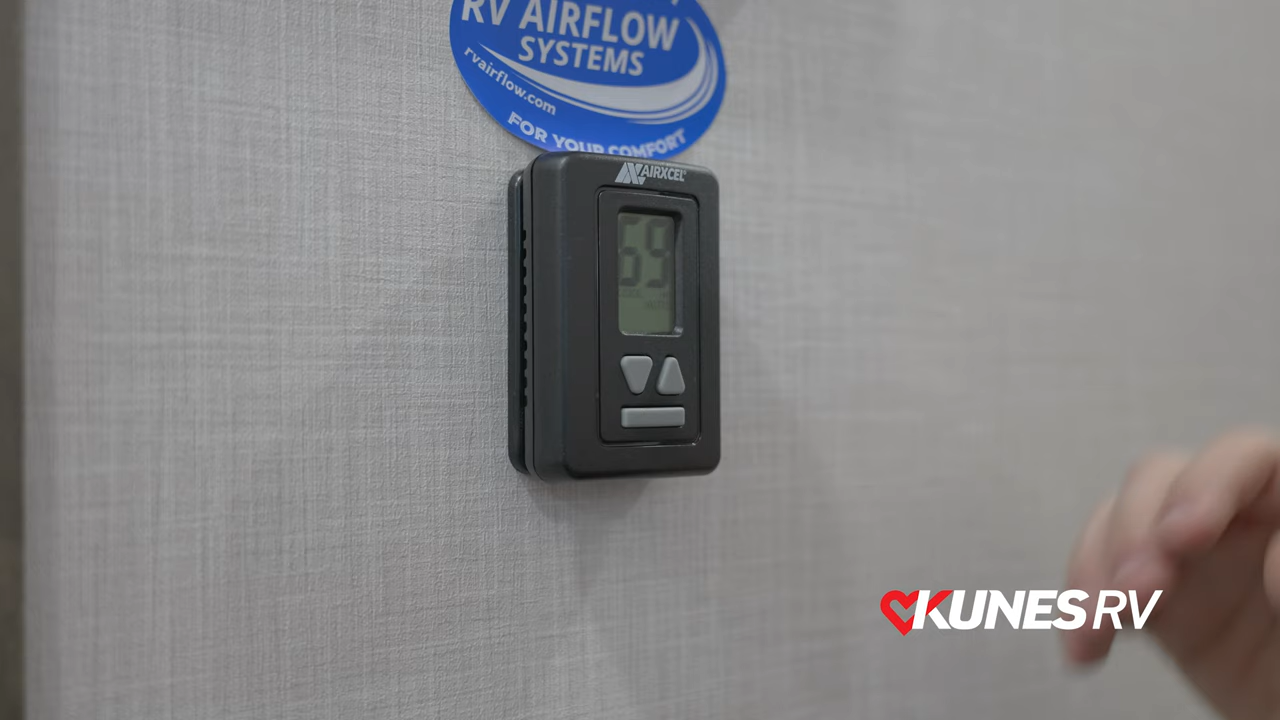 RV AIRFLOW
SYSTEMS
rvairflow.com
FOR YOUR COMFORT
AIRXCEL
69
KUNES RV